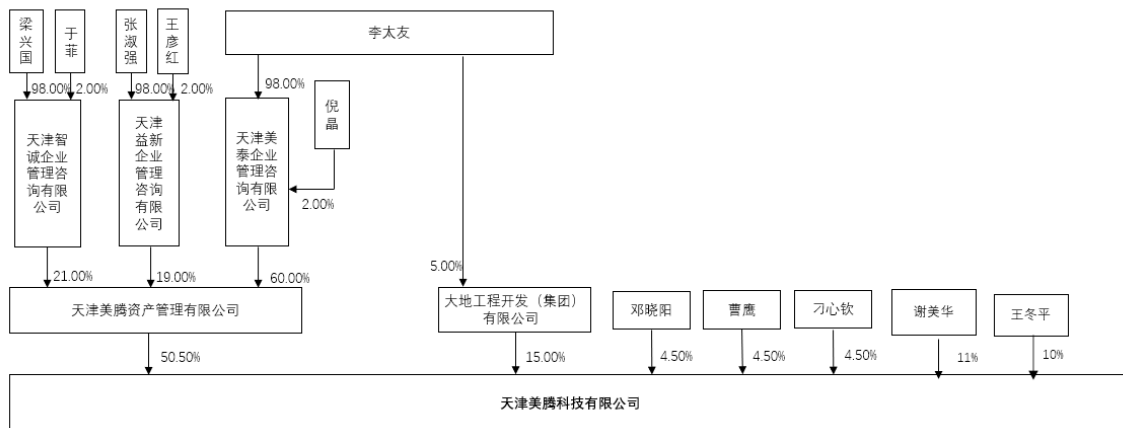 梁
兴
国
于
菲
张
淑
强
王
彦
红
李太友
98.00%
2.00%
98.00%
2.00%
98.00%
倪
晶
天津智
诚企业
管理咨
询有限
公司
天津
益新
企业
管理
咨询
有限
公司
天津美
泰企业
管理咨
询有限
公司
2.00%
21.00%
19.00%
60.00%
5.00%
天津美腾资产管理有限公司
大地工程开发（集团）
有限公司
邓晓阳
曹鹰
刁心钦
谢美华
王冬平
50.50%
15.00%
4.50%
4.50%
4.50%
11%
10%
天津美腾科技有限公司